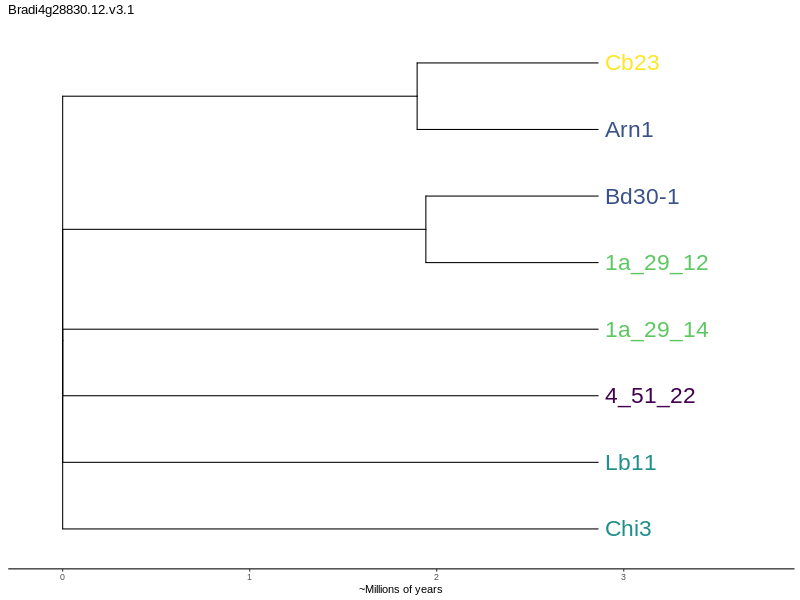 Bradi4g28830.12.v3.1
Cb23
Arn1
Bd30-1
1a_29_12
1a_29_14
4_51_22
Lb11
Chi3
0 1 2 3
~Millions of years